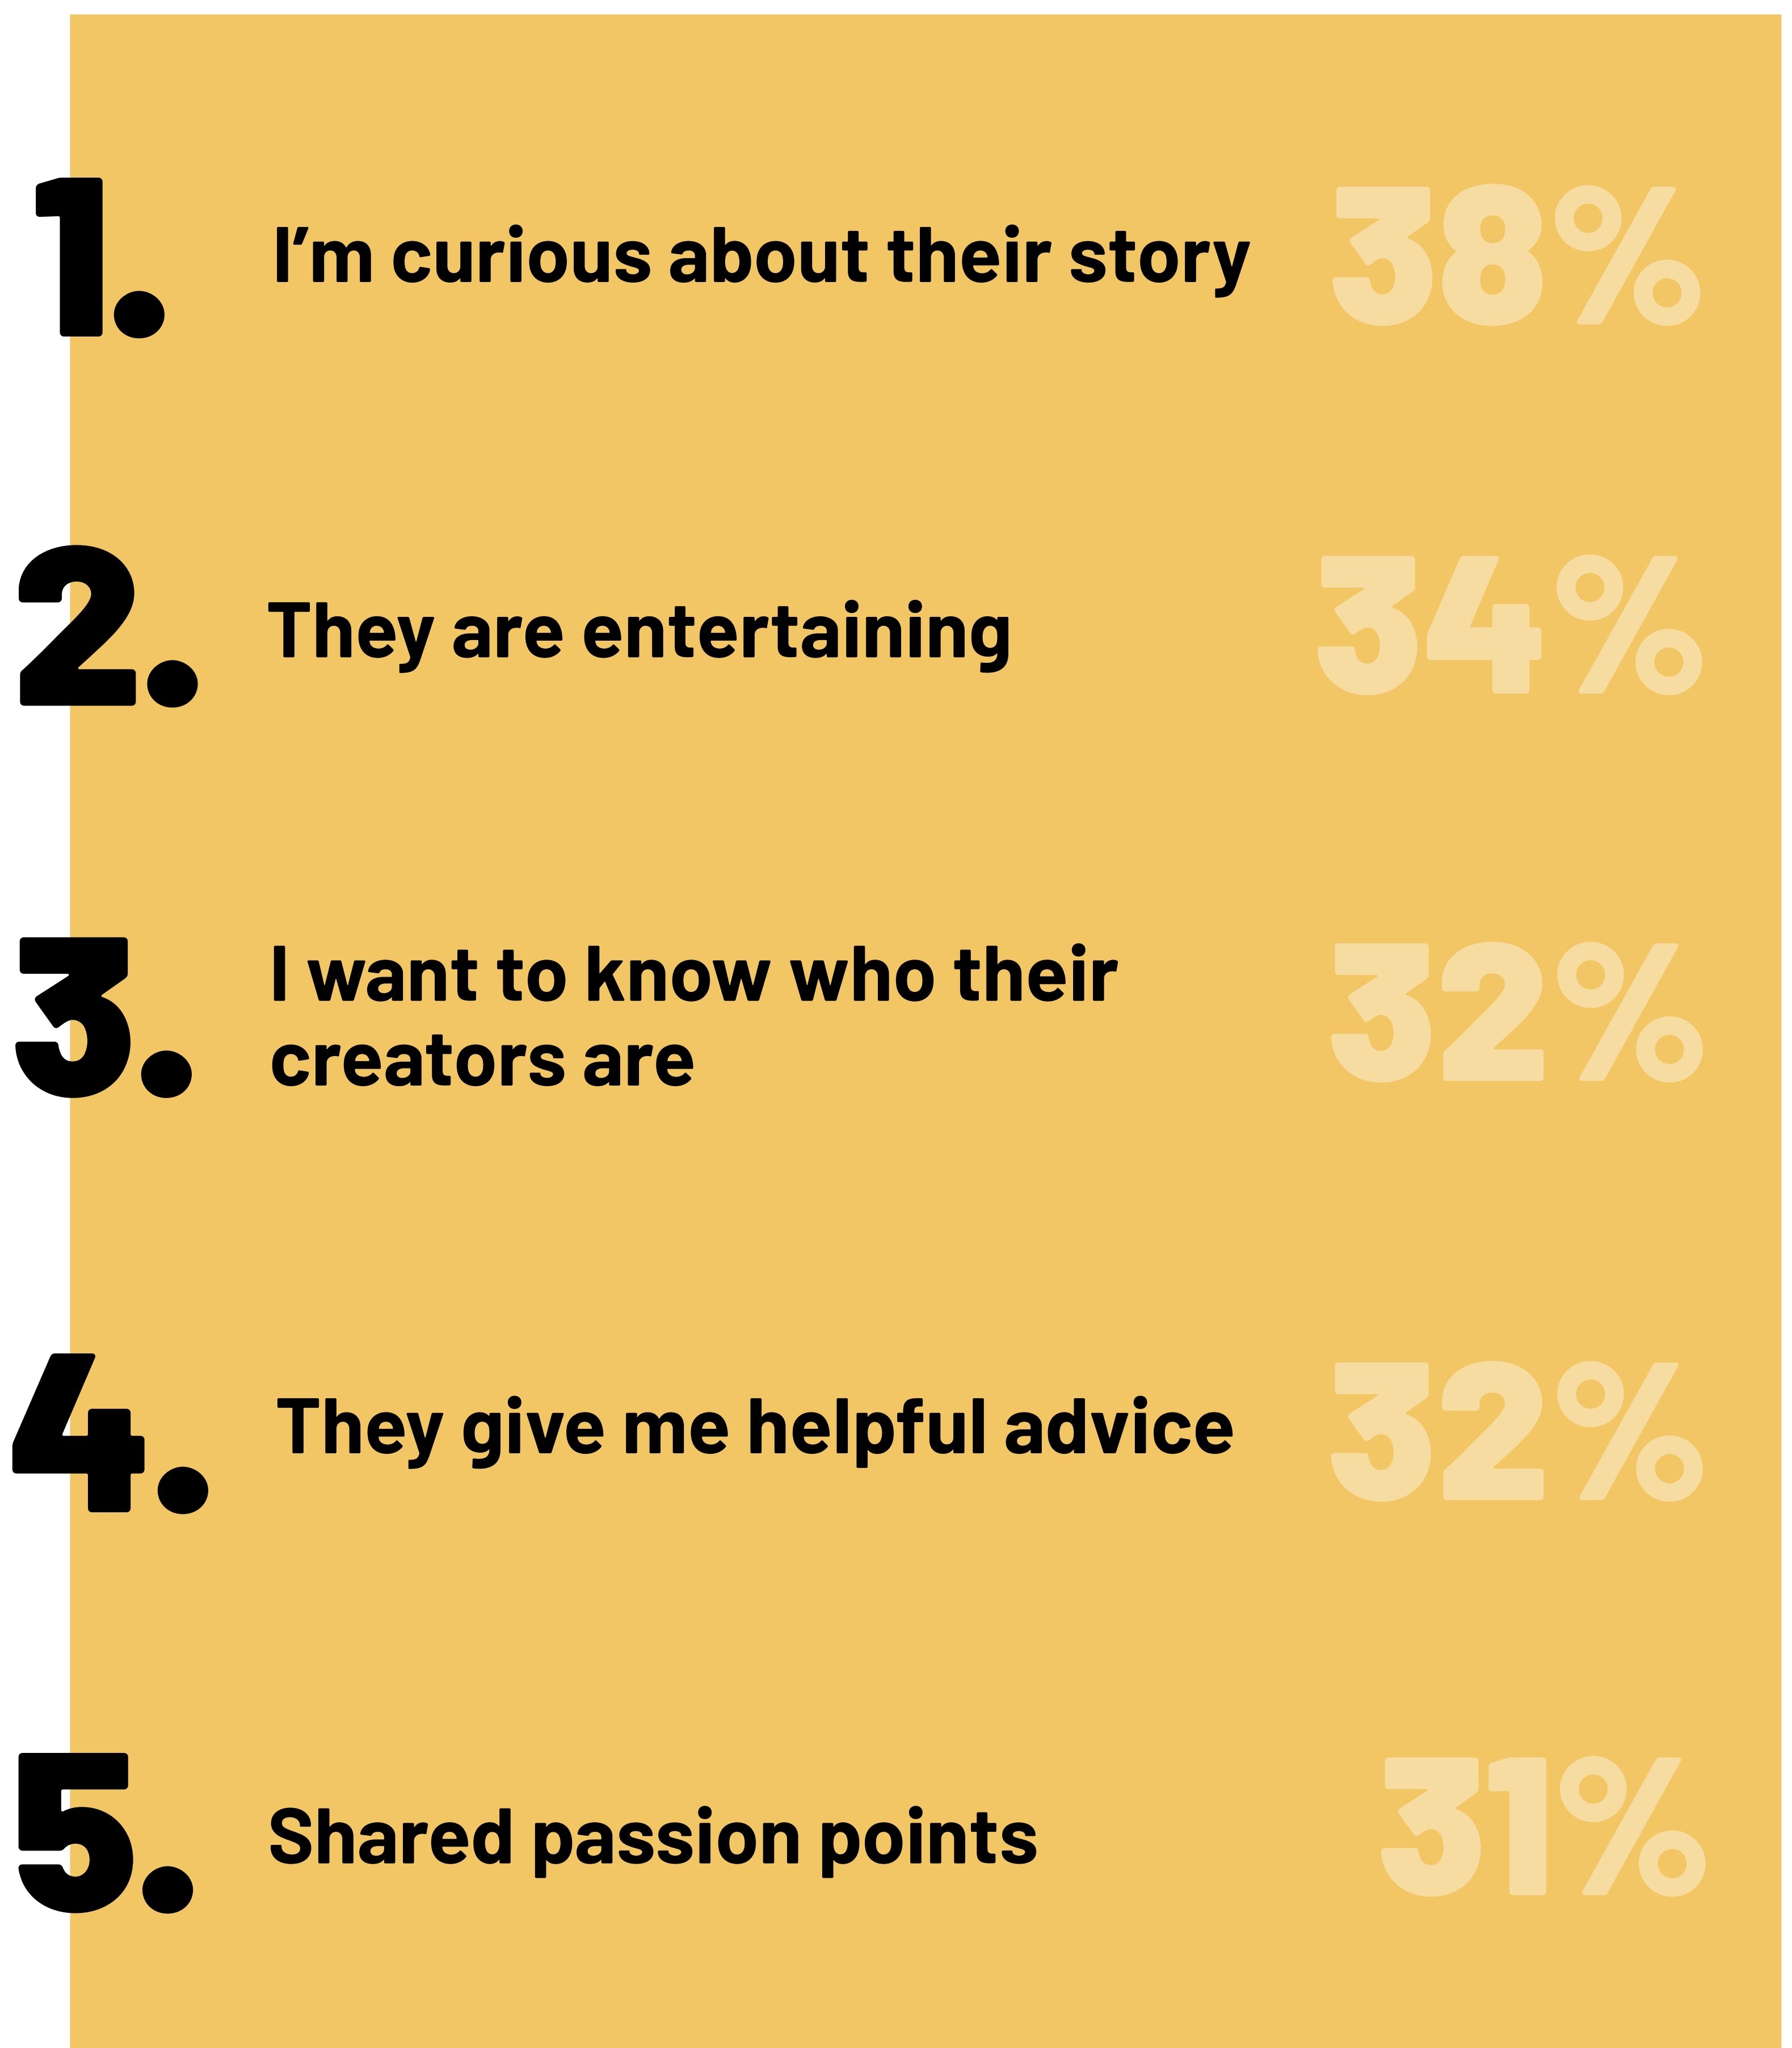 1. I’m curious about their story 38%
2. They are entertaining 34%
3. I want to know who their
creators are 32%
4. They give me helpful advice 32%
5. Shared passion points 31%